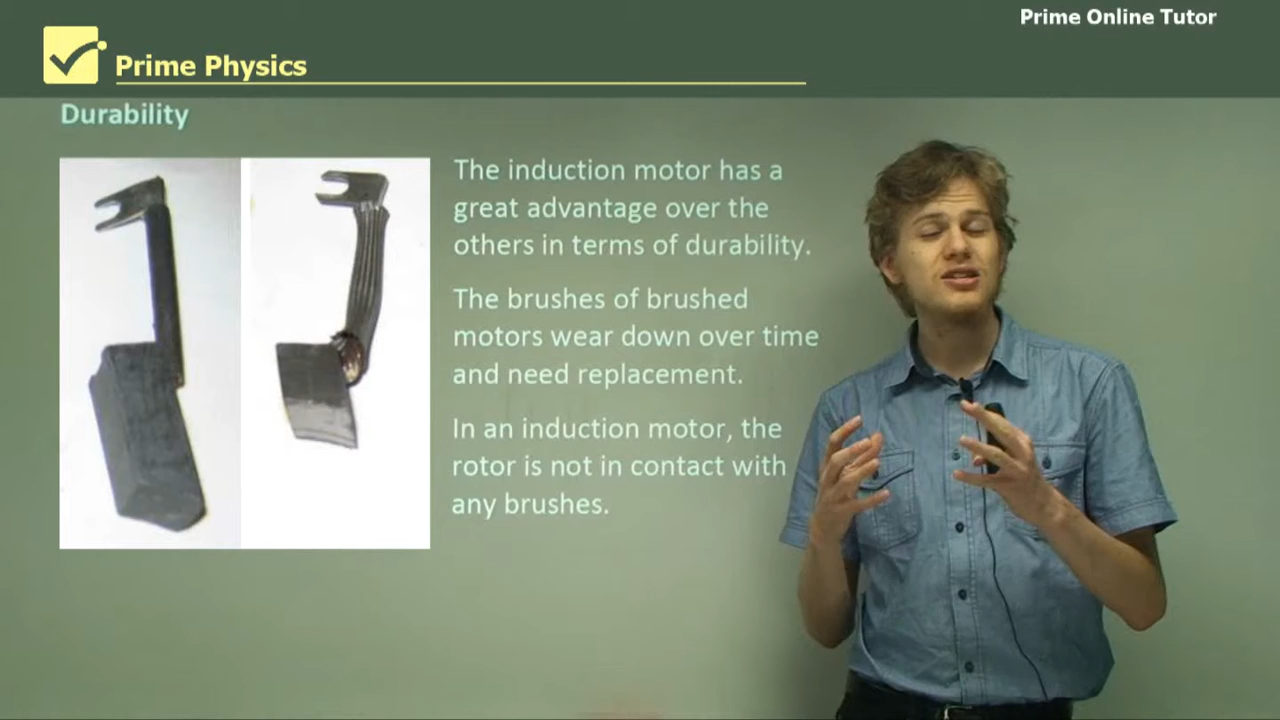 Prime Online Tutor
Prime Physics
Durability
The induction motor has a
great advantage over the
others in terms of durability.
The brushes of brushed
motors wear down over time
and need replacement.
In an induction motor, the
rotor is not in contact with
any brushes.